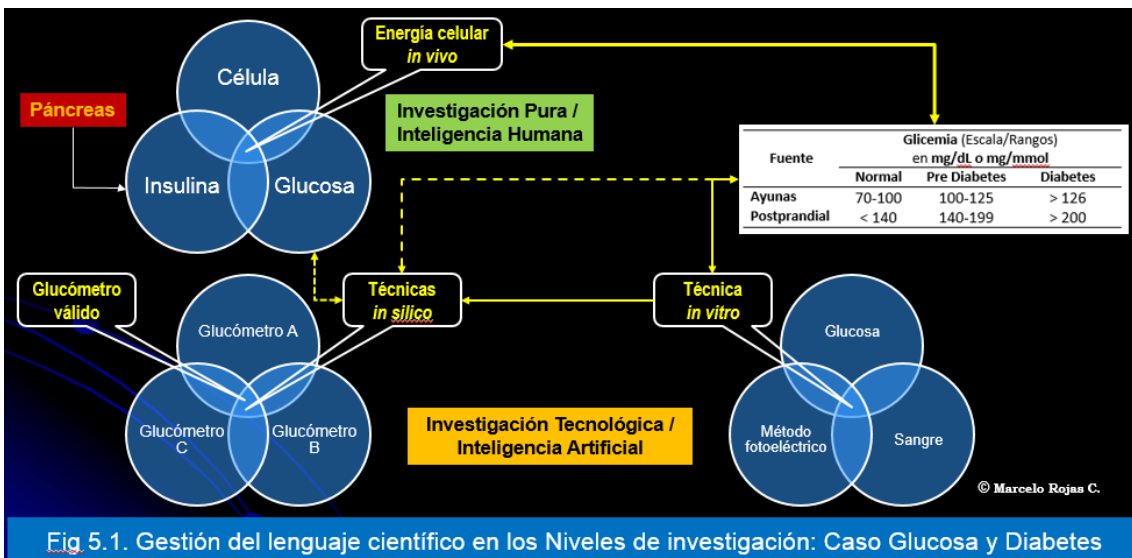 Energía celular
in vivo
Célula
Páncreas
Investigación Pura /
Inteligencia Humana
Insulina
Glucosa
Glicemia (Escala/Rangos)
Fuente
en mg/dL o mg/mmol
Normal Pre Diabetes Diabetes
Ayunas 70-100 100-125 > 126
Postprandial < 140 140-199 > 200
Glucómetro
válido
Técnicas
in silico
Técnica
in vitro
Glucómetro A
Glucómetro
C
Glucómetro
B
Investigación Tecnológica /
Inteligencia Artificial
Glucosa
Método
fotoeléctrico
Sangre
© Marcelo Rojas C.
Fig 5.1. Gestión del lenguaje científico en los Niveles de investigación: Caso Glucosa y Diabetes